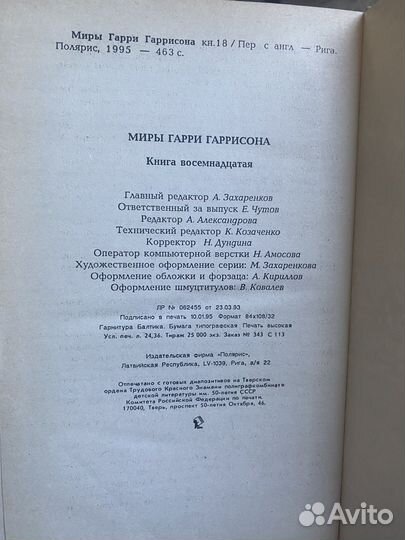 Миры Гарри Гаррисона кн.18 / Пер с англ — Рига.
Полярис, 1995 — 463 с.
МИРЫ ГАРРИ ГАРРИСОНА
Книга восемнадцатая
Главный редактор А. Захаренков
Ответственный за выпуск Е. Чутов
Редактор А. Александрова
Технический редактор К. Козаченко
Корректор Н. Дундина
Оператор компьютерной верстки Н. Амосова
Художественное оформление серии: М. Захаренкова
Оформление обложки и форзаца: А. Кириллов
Оформление шмуцтитулов: В. Ковалев
ЛР № 062455 от 23.03.93
Подписано в печать 10.01.95 Формат 84х108/32
Гарнитура Балтика. Бумага типографская Печать высокая
Усл. печ л. 24,36. Тираж 25 000 экз. Заказ № 343 С 113
Издательская фирма «Полярис»,
Латвийская Республика, LV-1039, Рига, а/я 22
Отпечатано с готовых диапозитивов на Тверском
ордена Трудового Красного Знамени полиграфкомбинате
детской литературы им. 50-летия СССР
Комитета Российской Федерации по печати.
170040, Тверь, проспект 50-летия Октября, 46.
Avito